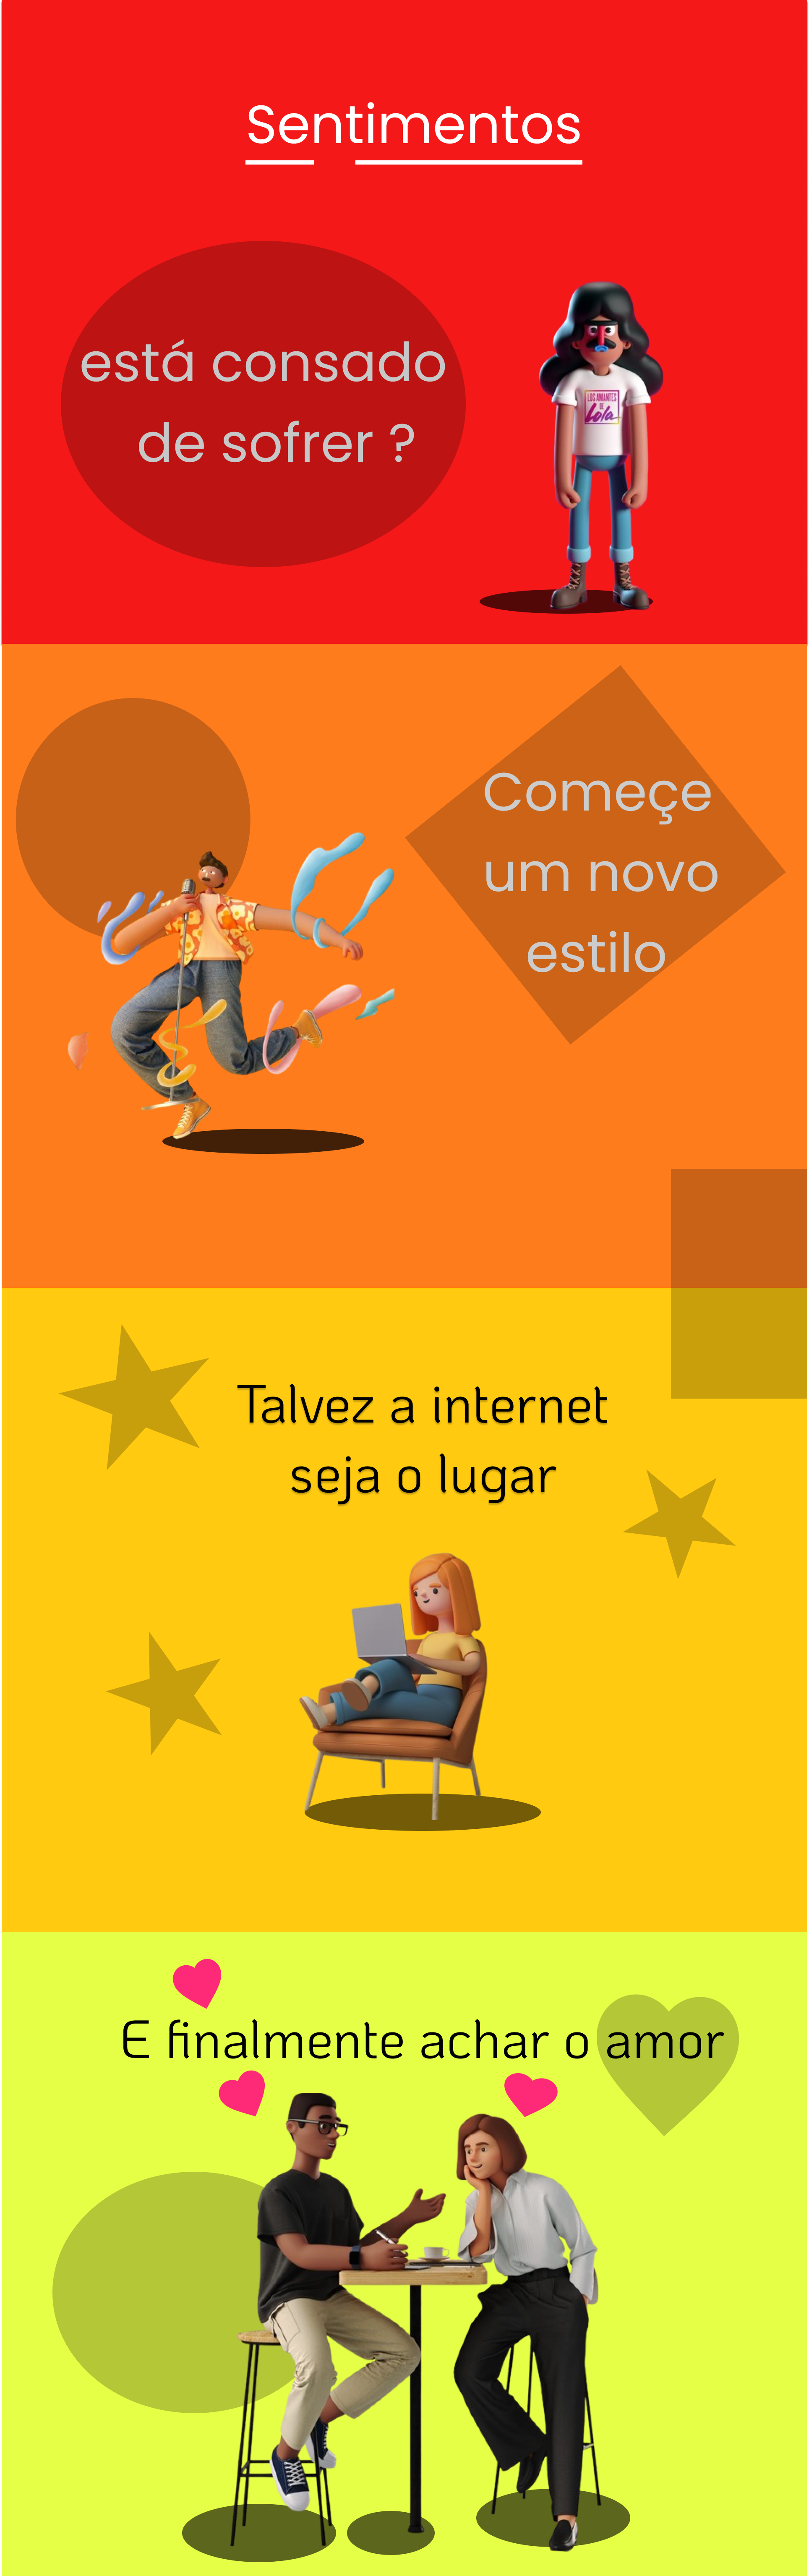 Sentimentos
está consado
de sofrer ?
LOS AMANTES
DE
Lola
Começe
um novo
estilo
Talvez a internet
seja o lugar
E finalmente achar o amor